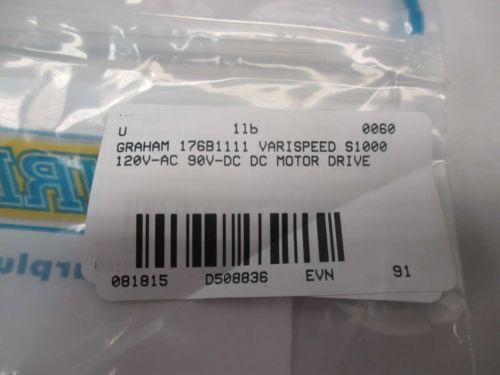 U 1lb 0060
GRAHAM 176B1111 VARISPEED S1000
120V-AC 90V-DC DC MOTOR DRIVE
081815 D508836 EVN 91